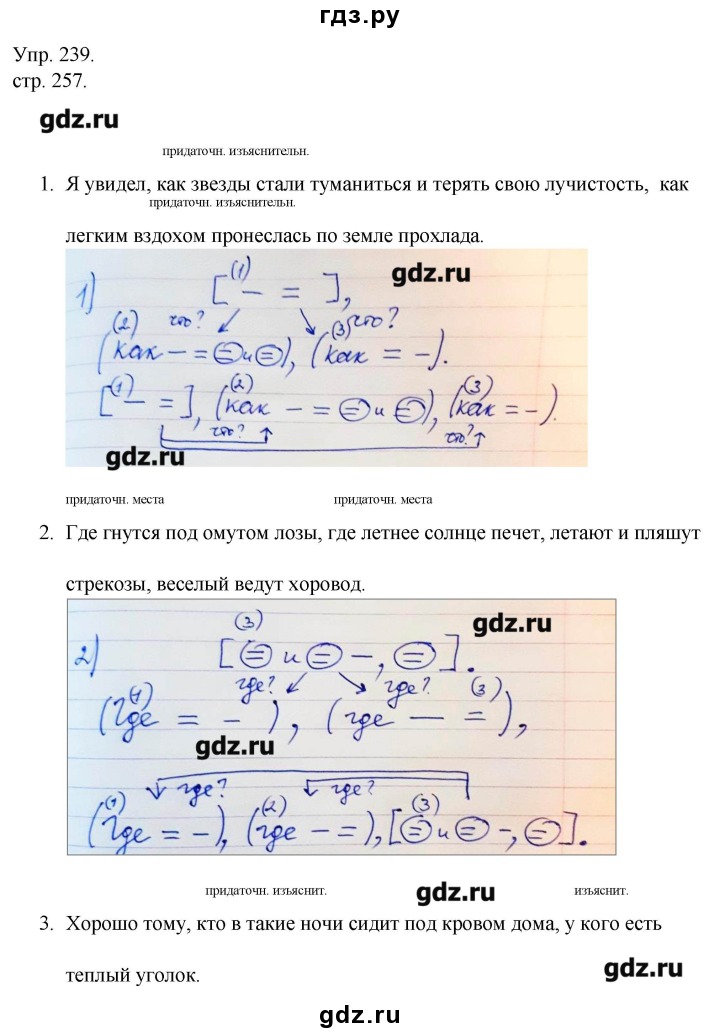 гдз.ру
Упр. 239.
стр. 257.
gdz.ru
придаточн. изъяснительн.
1. Я увидел, как звезды стали туманиться и терять свою лучистость, как
придаточн. изъяснительн.
легким вздохом пронеслась по земле прохлада.
gdz.ru
1) [(1) — = ],
(2) что? (3) что?
(как — = = и =), (как = —).
[(1) — =], (2) (как — = = и =), (3) (как = —).
что? что?
gdz.ru
придаточн. места придаточн. места
2. Где гнутся под омутом лозы, где летнее солнце печет, летают и пляшут
стрекозы, веселый ведут хоровод.
(3) gdz.ru
2) [= и = —, =].
где? где? (3)
(1) (где = — ), (где — =),
gdz.ru
где? где?
(1) (2) (3)
(где = —), (где — =), [= и = —, =].
придаточн. изъяснит. gdz.ru изъяснит.
3. Хорошо тому, кто в такие ночи сидит под кровом дома, у кого есть
теплый уголок.
gdz.ru
gdz.ru